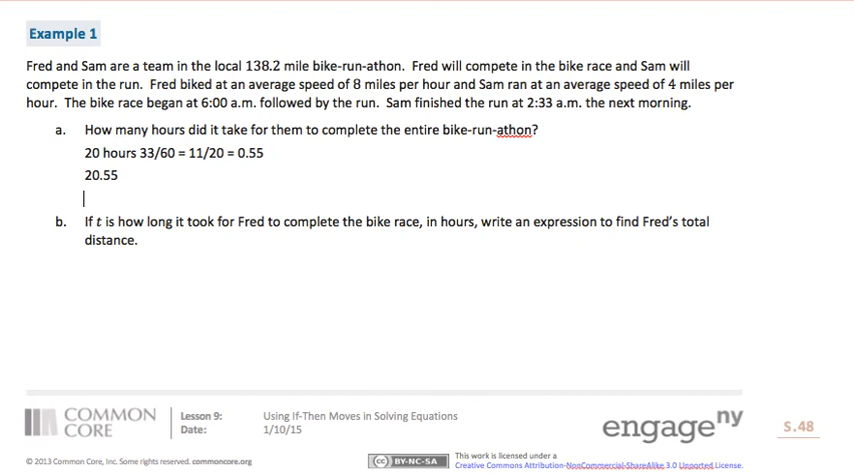 Example 1
Fred and Sam are a team in the local 138.2 mile bike-run-athon. Fred will compete in the bike race and Sam will
compete in the run. Fred biked at an average speed of 8 miles per hour and Sam ran at an average speed of 4 miles per
hour. The bike race began at 6:00 a.m. followed by the run. Sam finished the run at 2:33 a.m. the next morning.
a. How many hours did it take for them to complete the entire bike-run-athon?
20 hours 33/60 = 11/20 = 0.55
20.55
b. If t is how long it took for Fred to complete the bike race, in hours, write an expression to find Fred's total
distance.
COMMON
CORE
Lesson 9: Using If-Then Moves in Solving Equations
Date: 1/10/15
engage ny
S.48
© 2013 Common Core, Inc. Some rights reserved. commoncore.org
cc BY-NC-SA
This work is licensed under a
Creative Commons Attribution-NonCommercial-ShareAlike 3.0 Unported License.